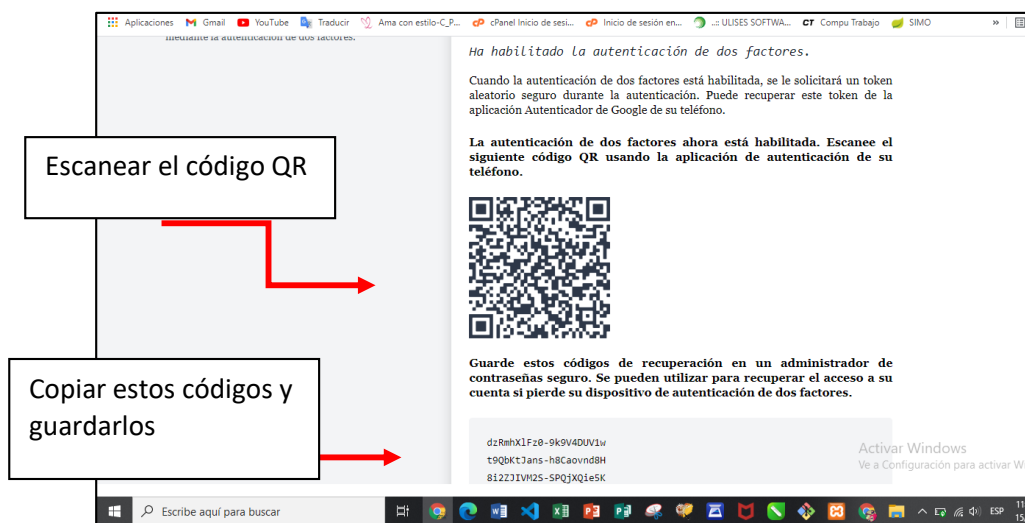 Aplicaciones Gmail YouTube Traducir Ama con estilo-C_P... cPanel Inicio de sesi... Inicio de sesión en... ..:: ULISES SOFTWA... CT Compu Trabajo SIMO »
mediante la autenticación de dos factores.
Ha habilitado la autenticación de dos factores.
Cuando la autenticación de dos factores está habilitada, se le solicitará un token
aleatorio seguro durante la autenticación. Puede recuperar este token de la
aplicación Autenticador de Google de su teléfono.
La autenticación de dos factores ahora está habilitada. Escanee el
siguiente código QR usando la aplicación de autenticación de su
teléfono.
Escanear el código QR
Guarde estos códigos de recuperación en un administrador de
contraseñas seguro. Se pueden utilizar para recuperar el acceso a su
cuenta si pierde su dispositivo de autenticación de dos factores.
Copiar estos códigos y
guardarlos
dzRmhXlFz0-9k9V4DUV1w
t9QbKtJans-h8Caovnd8H
8i2ZJIVM2S-SPQjXQie5K
Activar Windows
Ve a Configuración para activar Wi
Escribe aquí para buscar
ESP
11
15